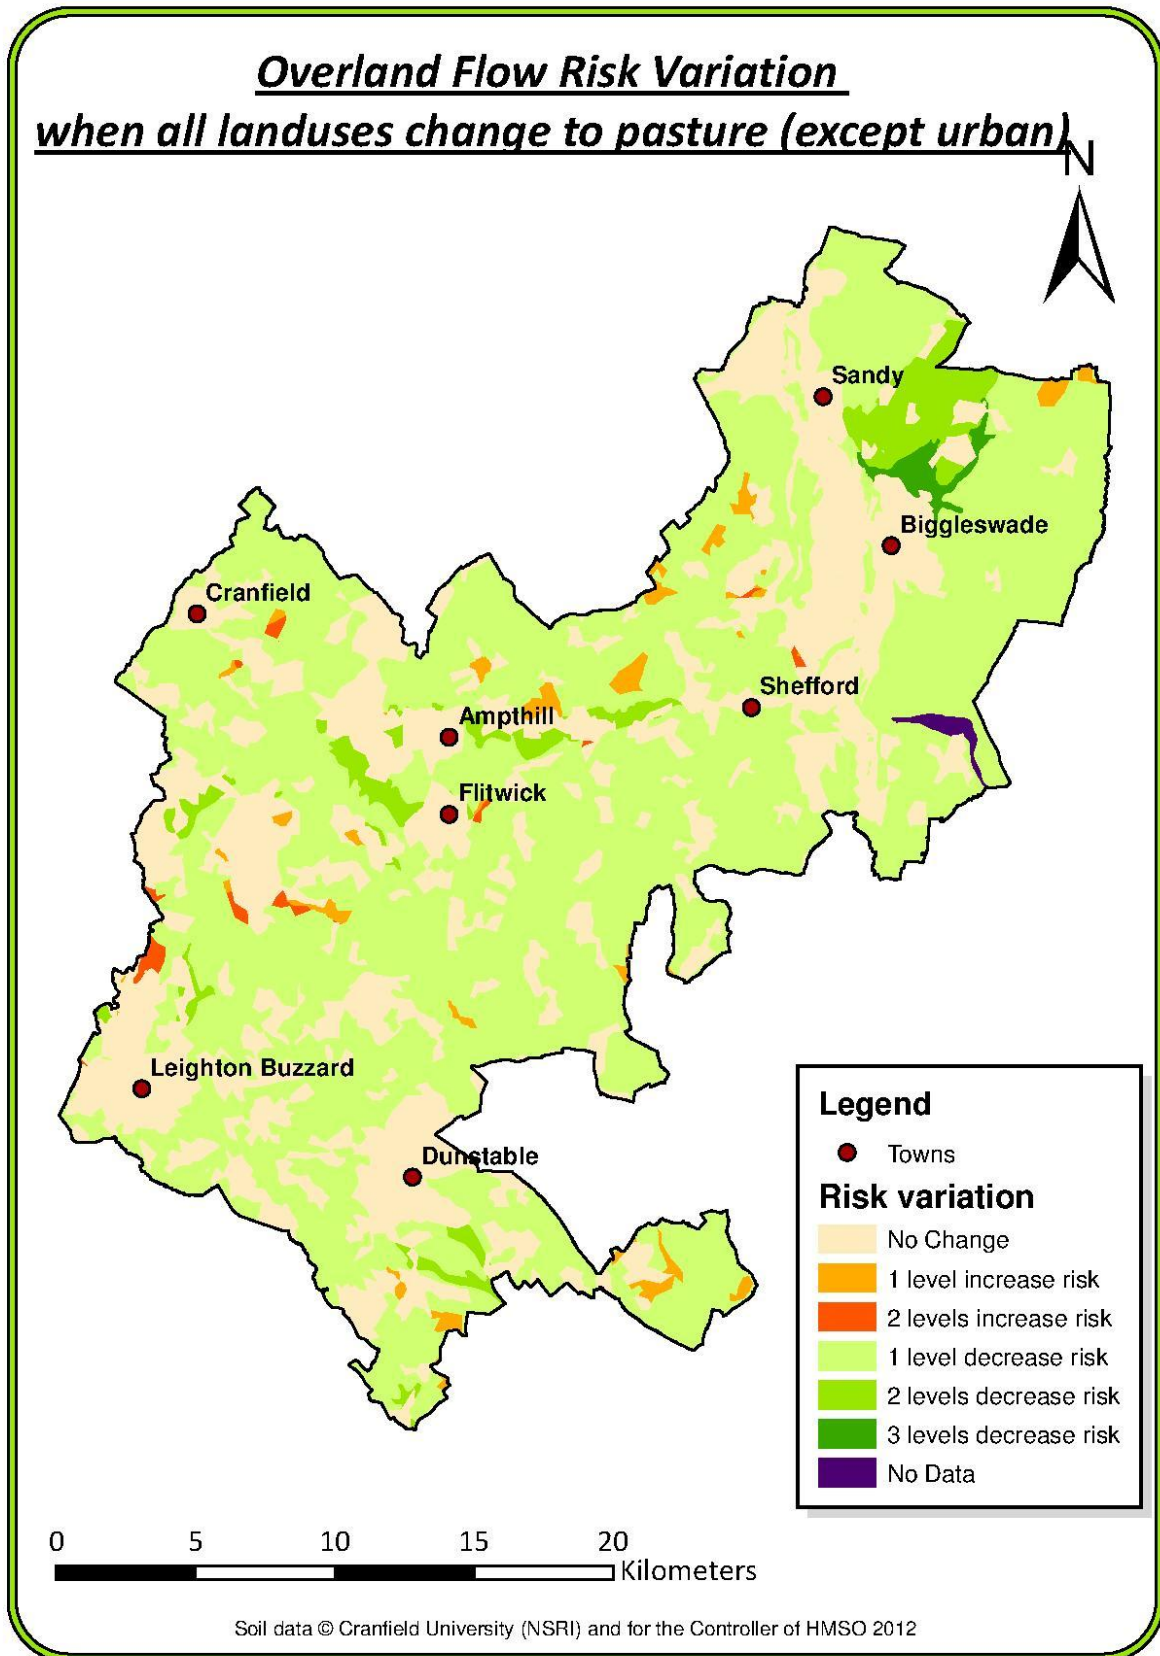 Overland Flow Risk Variation
when all landuses change to pasture (except urban)
N
Sandy
Biggleswade
Cranfield
Shefford
Ampthill
Flitwick
Leighton Buzzard
Dunstable
Legend
Towns
Risk variation
No Change
1 level increase risk
2 levels increase risk
1 level decrease risk
2 levels decrease risk
3 levels decrease risk
No Data
0 5 10 15 20
Kilometers
Soil data © Cranfield University (NSRI) and for the Controller of HMSO 2012